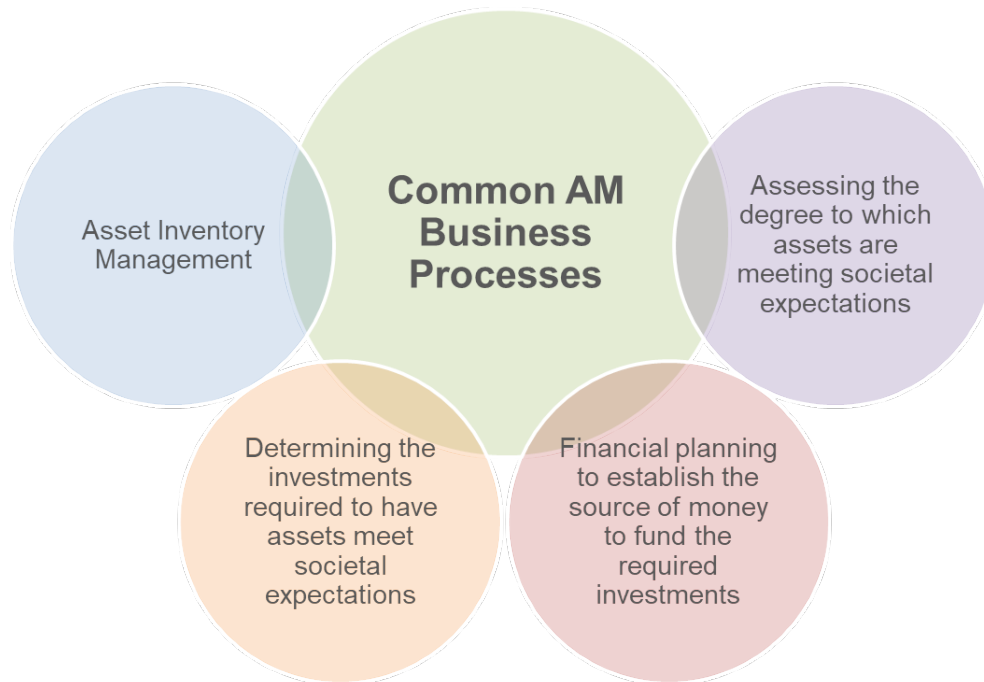 Common AM
Business
Processes
Asset Inventory
Management
Assessing the
degree to which
assets are
meeting societal
expectations
Determining the
investments
required to have
assets meet
societal
expectations
Financial planning
to establish the
source of money
to fund the
required
investments